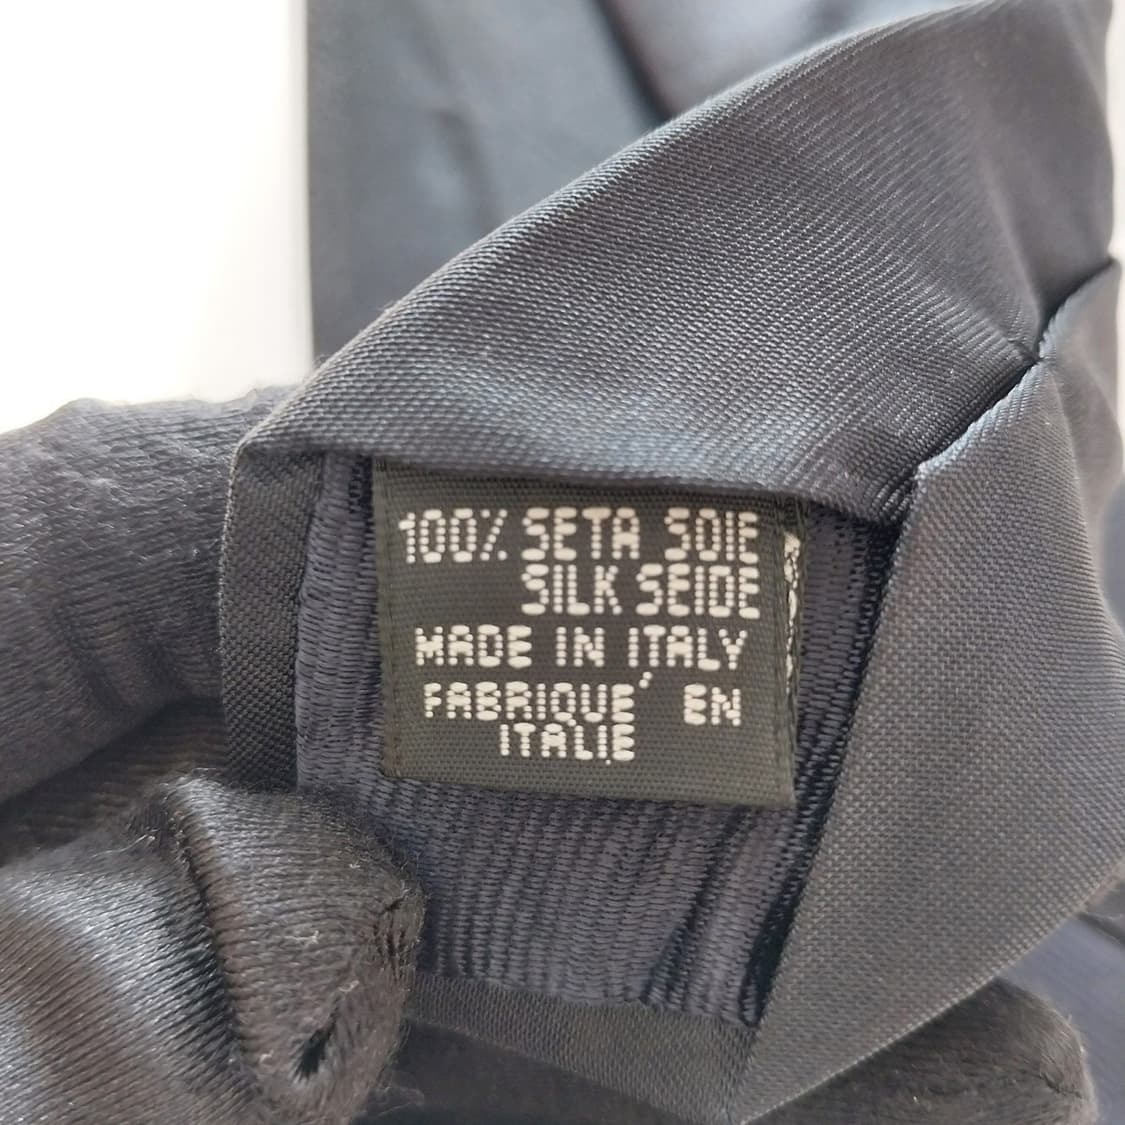 100% SETA SOIE
SILK SEIDE
MADE IN ITALY
FABRIQUE' EN
ITALIE